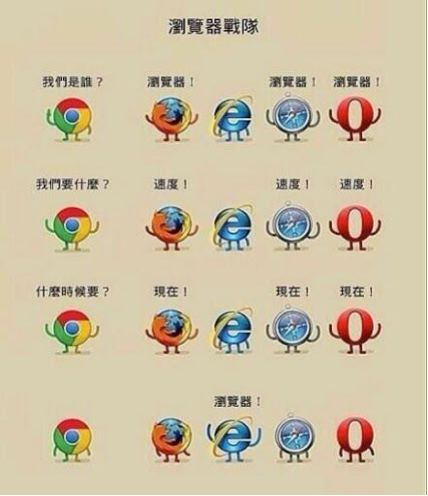 瀏覽器戰隊
我們是誰？ 瀏覽器！ 瀏覽器！ 瀏覽器！
我們要什麼？ 速度！ 速度！ 速度！
什麼時候要？ 現在！ 現在！ 現在！
瀏覽器！